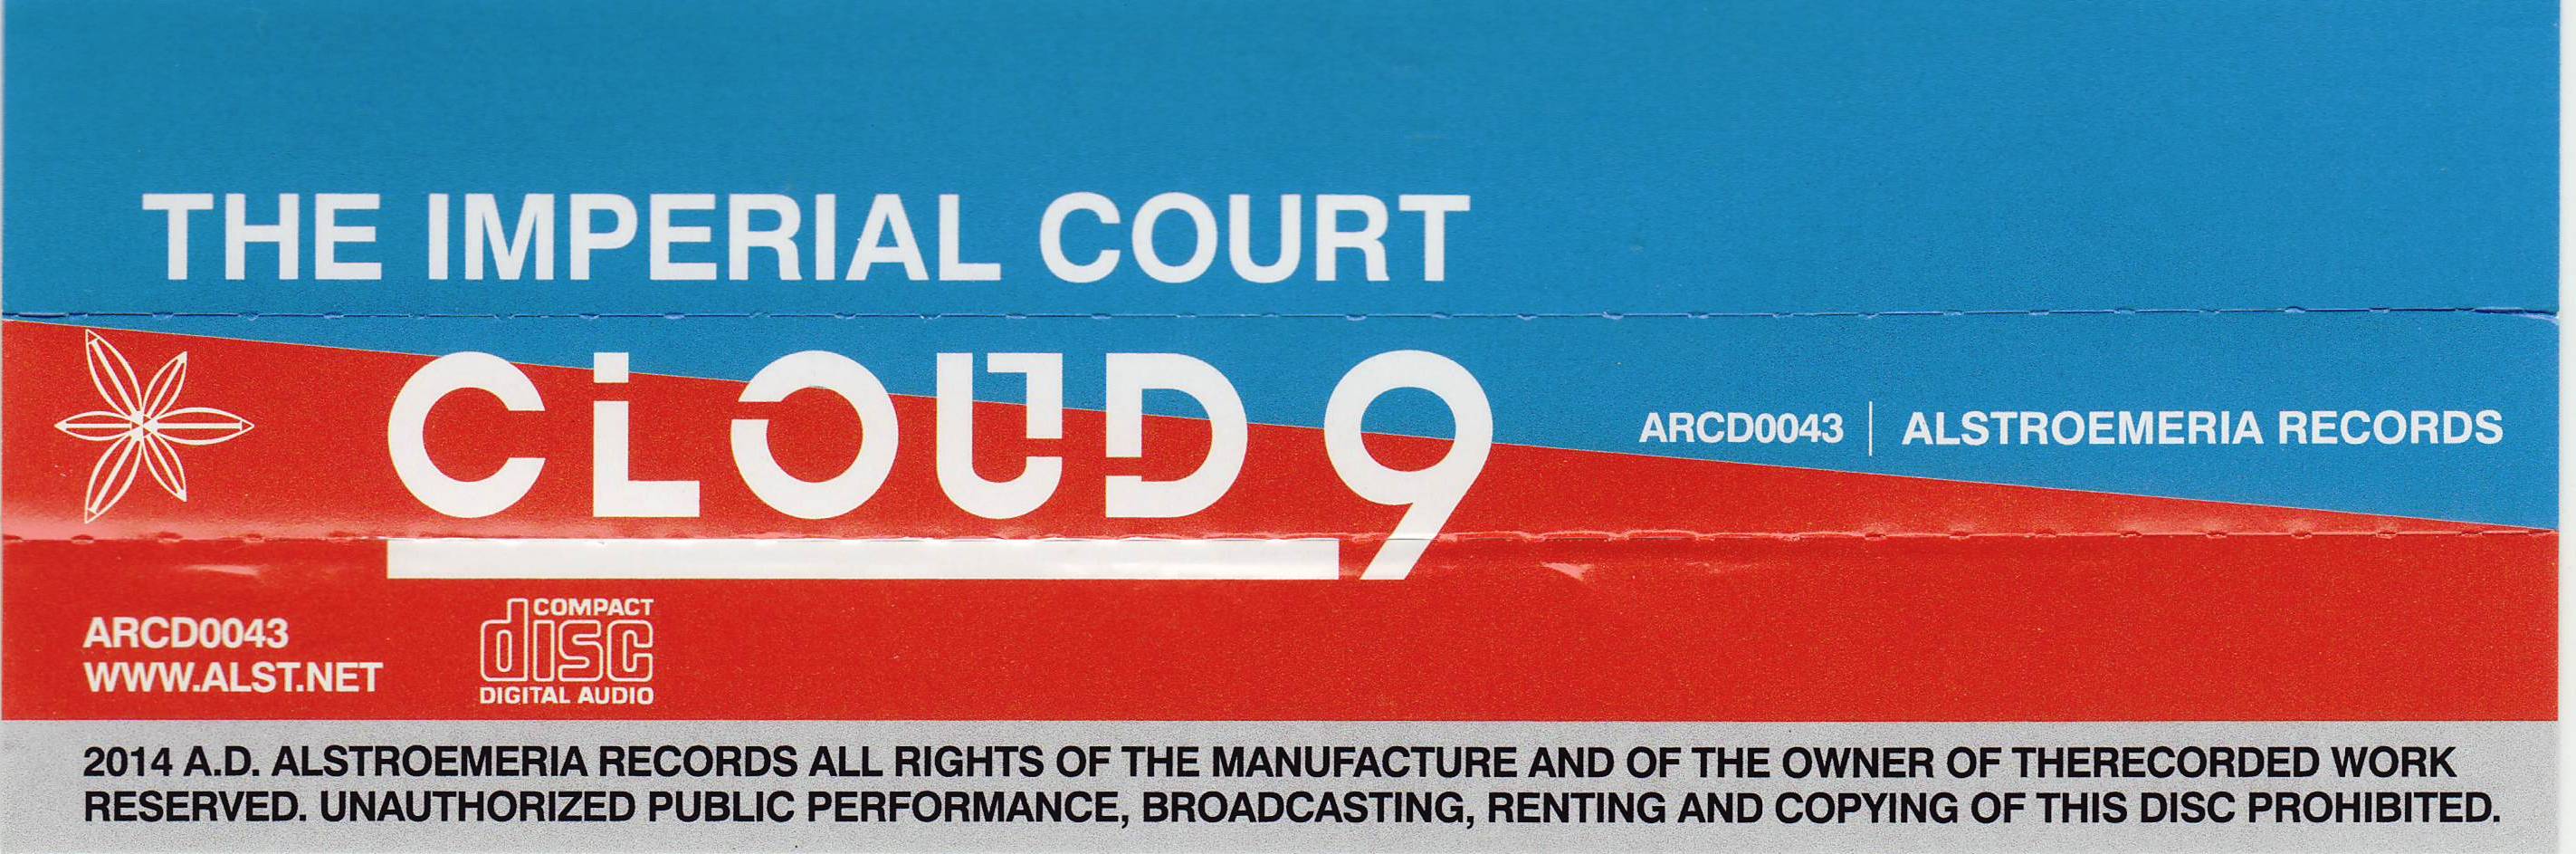 THE IMPERIAL COURT
CLOUD 9
ARCD0043 | ALSTROEMERIA RECORDS
ARCD0043
WWW.ALST.NET
COMPACT
disc
DIGITAL AUDIO
2014 A.D. ALSTROEMERIA RECORDS ALL RIGHTS OF THE MANUFACTURE AND OF THE OWNER OF THERECORDED WORK
RESERVED. UNAUTHORIZED PUBLIC PERFORMANCE, BROADCASTING, RENTING AND COPYING OF THIS DISC PROHIBITED.